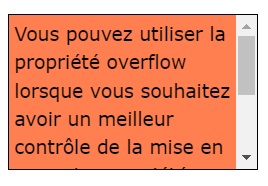 Vous pouvez utiliser la
propriété overflow
lorsque vous souhaitez
avoir un meilleur
contrôle de la mise en